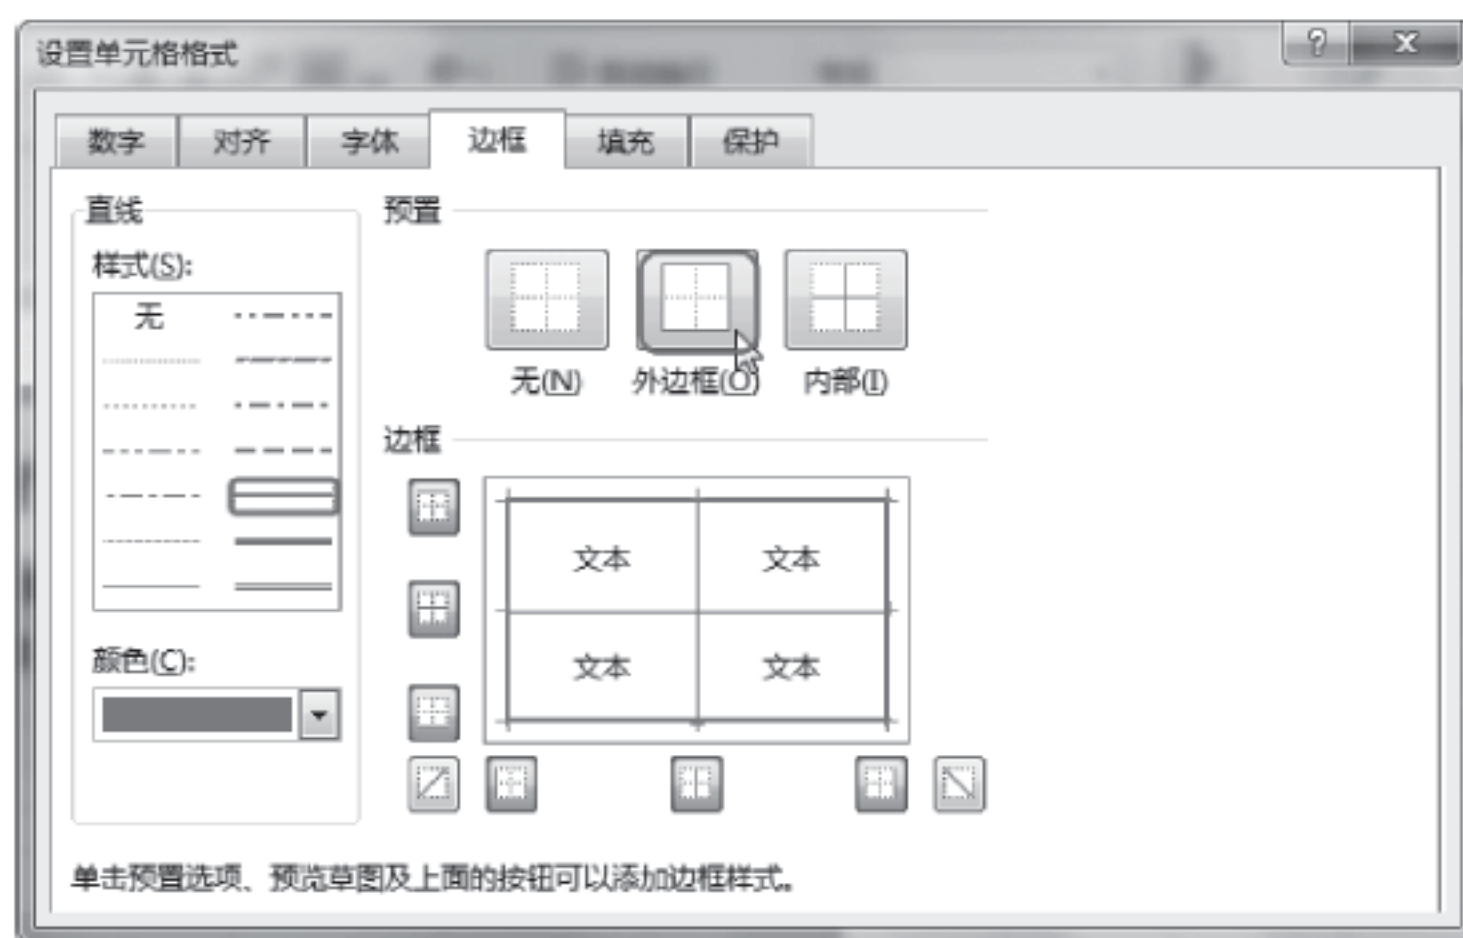 设置单元格格式
?
x
数字 对齐 字体 边框 填充 保护
直线
预置
样式(S):
无
无(N) 外边框(O) 内部(I)
边框
文本 文本
文本 文本
颜色(C):
单击预置选项、预览草图及上面的按钮可以添加边框样式。